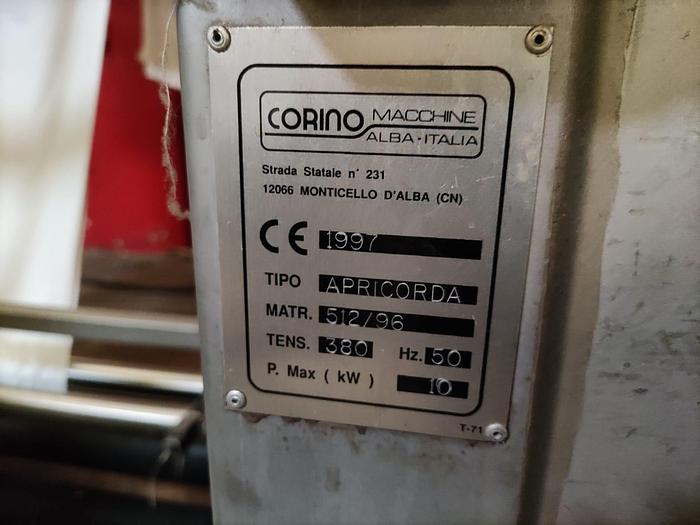 CORINO MACCHINE
ALBA·ITALIA
Strada Statale n° 231
12066 MONTICELLO D'ALBA (CN)
CE 1997
TIPO APRICORDA
MATR. 512/96
TENS. 380 Hz. 50
P. Max ( kW ) 10
T-71